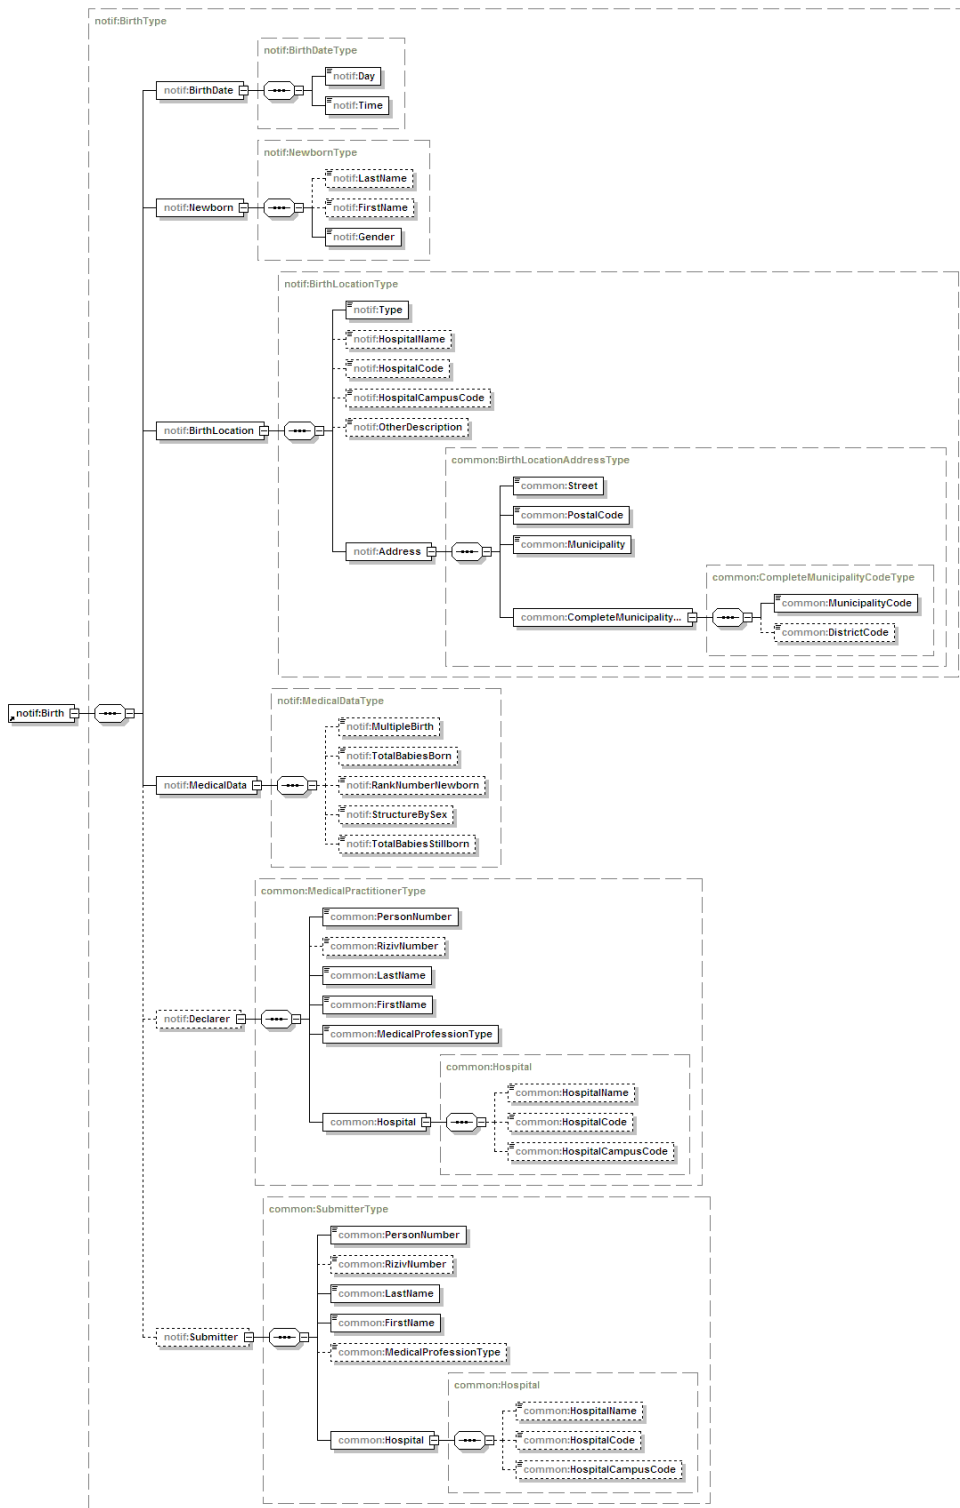 notif:BirthType
notif:BirthDateType
notif:BirthDate
notif:Day
notif:Time
notif:NewbornType
notif:Newborn
notif:LastName
notif:FirstName
notif:Gender
notif:BirthLocationType
notif:BirthLocation
notif:Type
notif:HospitalName
notif:HospitalCode
notif:HospitalCampusCode
notif:OtherDescription
notif:Address
common:BirthLocationAddressType
common:Street
common:PostalCode
common:Municipality
common:CompleteMunicipality...
common:CompleteMunicipalityCodeType
common:MunicipalityCode
common:DistrictCode
notif:Birth
notif:MedicalDataType
notif:MedicalData
notif:MultipleBirth
notif:TotalBabiesBorn
notif:RankNumberNewborn
notif:StructureBySex
notif:TotalBabiesStillborn
common:MedicalPractitionerType
notif:Declarer
common:PersonNumber
common:RizivNumber
common:LastName
common:FirstName
common:MedicalProfessionType
common:Hospital
common:Hospital
common:HospitalName
common:HospitalCode
common:HospitalCampusCode
common:SubmitterType
notif:Submitter
common:PersonNumber
common:RizivNumber
common:LastName
common:FirstName
common:MedicalProfessionType
common:Hospital
common:Hospital
common:HospitalName
common:HospitalCode
common:HospitalCampusCode